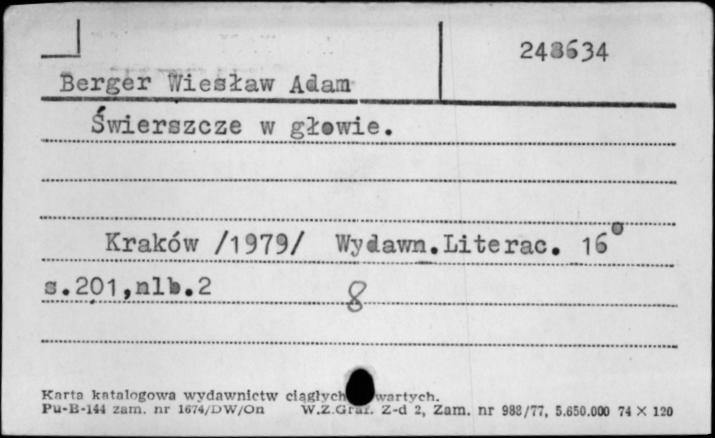 248634
Berger Wiesław Adam
Świerszcze w głowie.
Kraków /1979/ Wydawn.Literac. 16°
s.201,nlb.2 8
Karta katalogowa wydawnictw ciągłych wartych.
Pu-B-144 zam. nr 1674/DW/On W.Z.Graf. Z-d 2, Zam. nr 988/77, 5.650.000 74 × 120